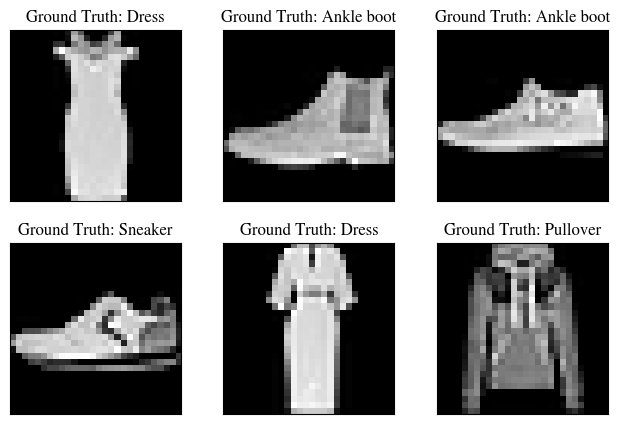 Ground Truth: Dress
Ground Truth: Ankle boot
Ground Truth: Ankle boot
Ground Truth: Sneaker
Ground Truth: Dress
Ground Truth: Pullover